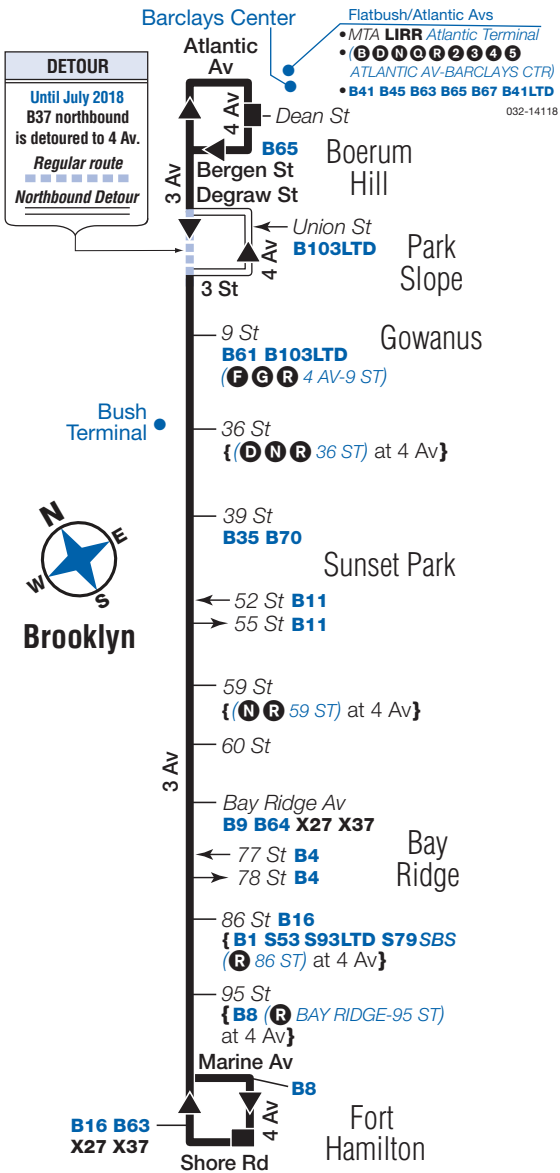 Barclays Center
Flatbush/Atlantic Avs
• MTA LIRR Atlantic Terminal
• (B D N Q R 2 3 4 5
ATLANTIC AV-BARCLAYS CTR)
• B41 B45 B63 B65 B67 B41LTD
032-14118
DETOUR
Until July 2018
B37 northbound
is detoured to 4 Av.
Regular route
Northbound Detour
Atlantic
Av
4 Av
Dean St
B65
Bergen St
Boerum
Hill
3 Av
Degraw St
Union St
B103LTD
4 Av
Park
Slope
3 St
9 St
B61 B103LTD
(F G R 4 AV-9 ST)
Gowanus
Bush
Terminal
36 St
{(D N R 36 ST) at 4 Av}
39 St
B35 B70
N
E
W
S
Brooklyn
Sunset Park
52 St B11
55 St B11
59 St
{(N R 59 ST) at 4 Av}
60 St
3 Av
Bay Ridge Av
B9 B64 X27 X37
Bay
Ridge
77 St B4
78 St B4
86 St B16
{B1 S53 S93LTD S79SBS
(R 86 ST) at 4 Av}
95 St
{B8 (R BAY RIDGE-95 ST)
at 4 Av}
Marine Av
B8
4 Av
B16 B63
X27 X37
Shore Rd
Fort
Hamilton